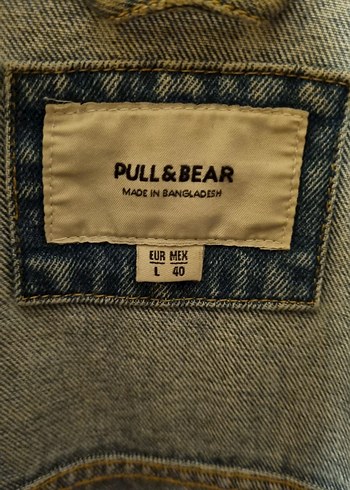 PULL&BEAR
MADE IN BANGLADESH
EUR MEX
L 40